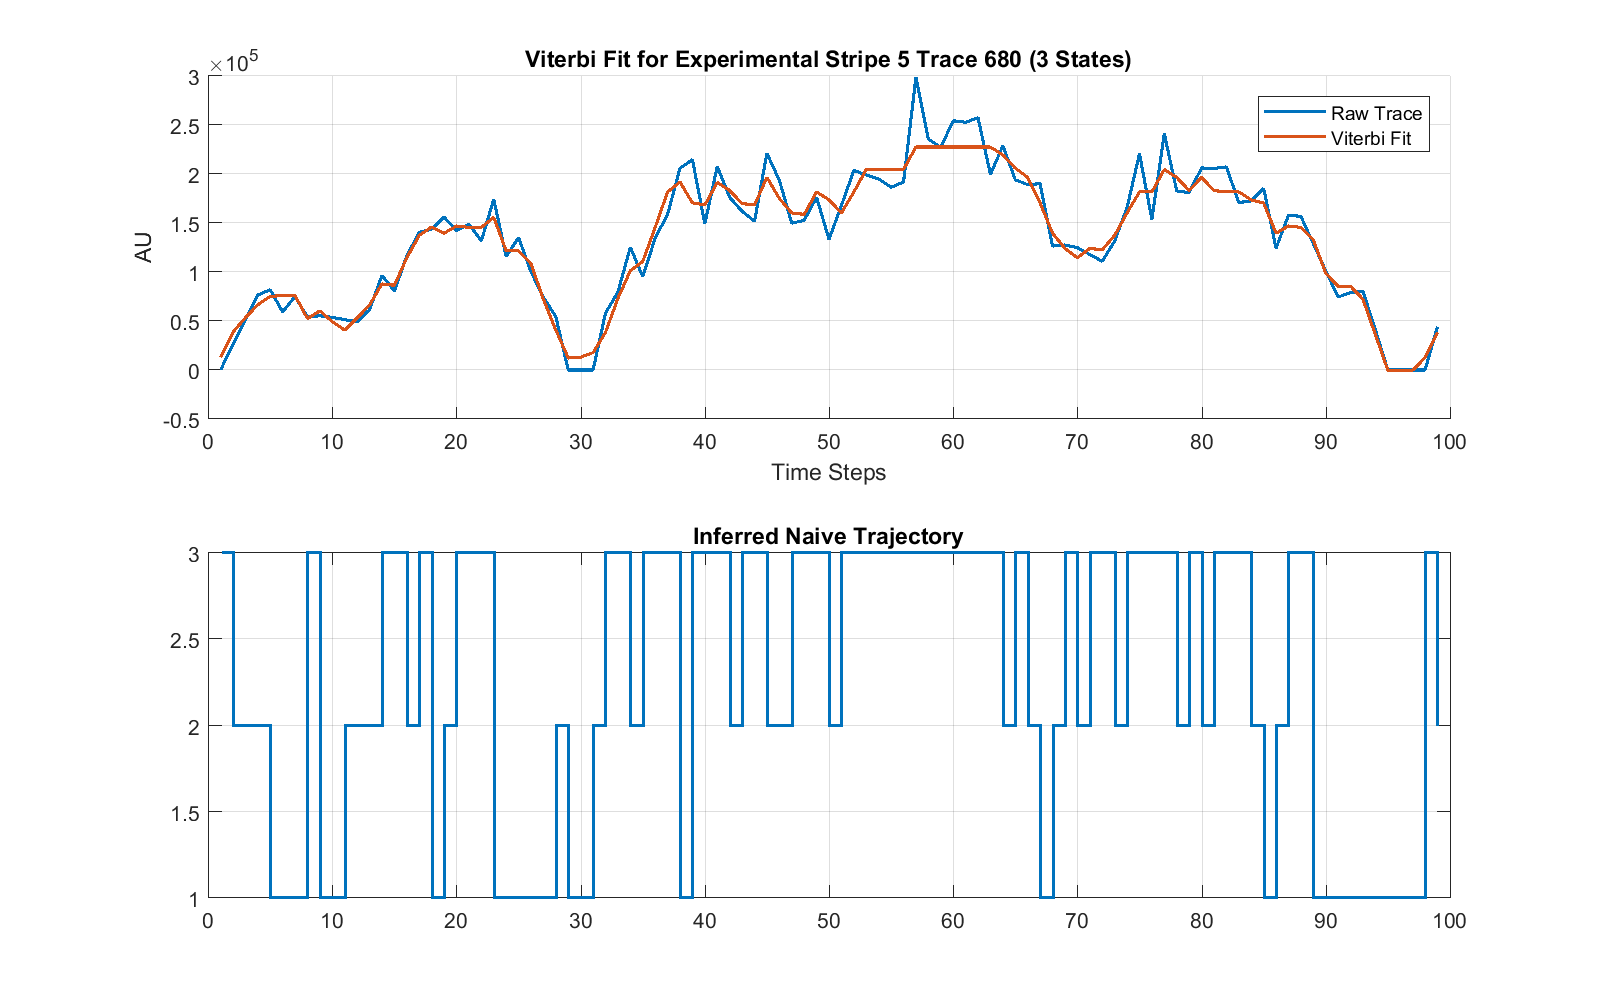 Viterbi Fit for Experimental Stripe 5 Trace 680 (3 States)
×10^5
3
2.5
2
1.5
1
0.5
0
-0.5
AU
Raw Trace
Viterbi Fit
0 10 20 30 40 50 60 70 80 90 100
Time Steps
Inferred Naive Trajectory
3
2.5
2
1.5
1
0 10 20 30 40 50 60 70 80 90 100